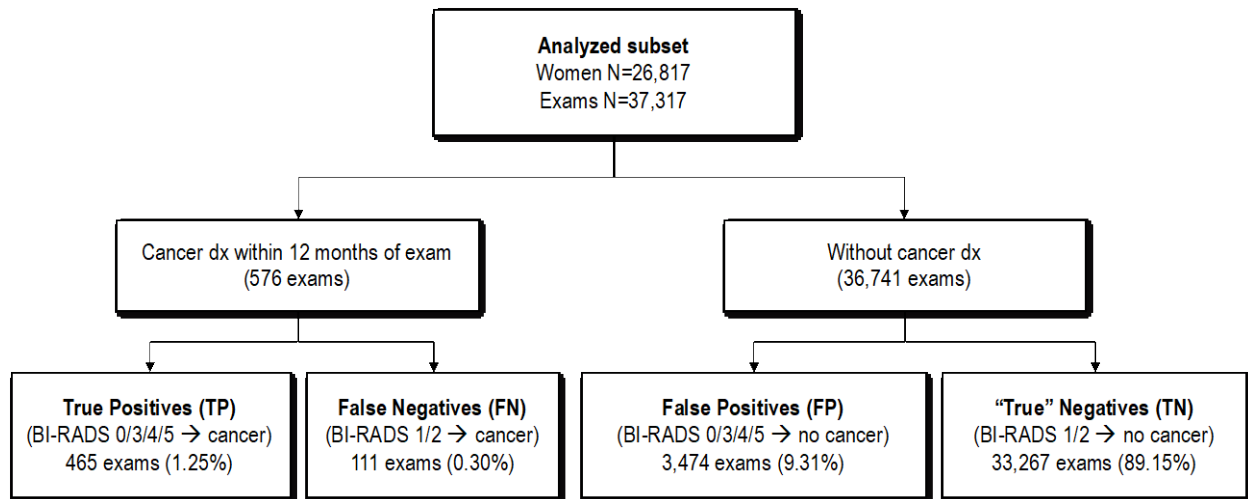 Analyzed subset
Women N=26,817
Exams N=37,317
Cancer dx within 12 months of exam
(576 exams)
Without cancer dx
(36,741 exams)
True Positives (TP)
(BI-RADS 0/3/4/5 → cancer)
465 exams (1.25%)
False Negatives (FN)
(BI-RADS 1/2 → cancer)
111 exams (0.30%)
False Positives (FP)
(BI-RADS 0/3/4/5 → no cancer)
3,474 exams (9.31%)
“True” Negatives (TN)
(BI-RADS 1/2 → no cancer)
33,267 exams (89.15%)